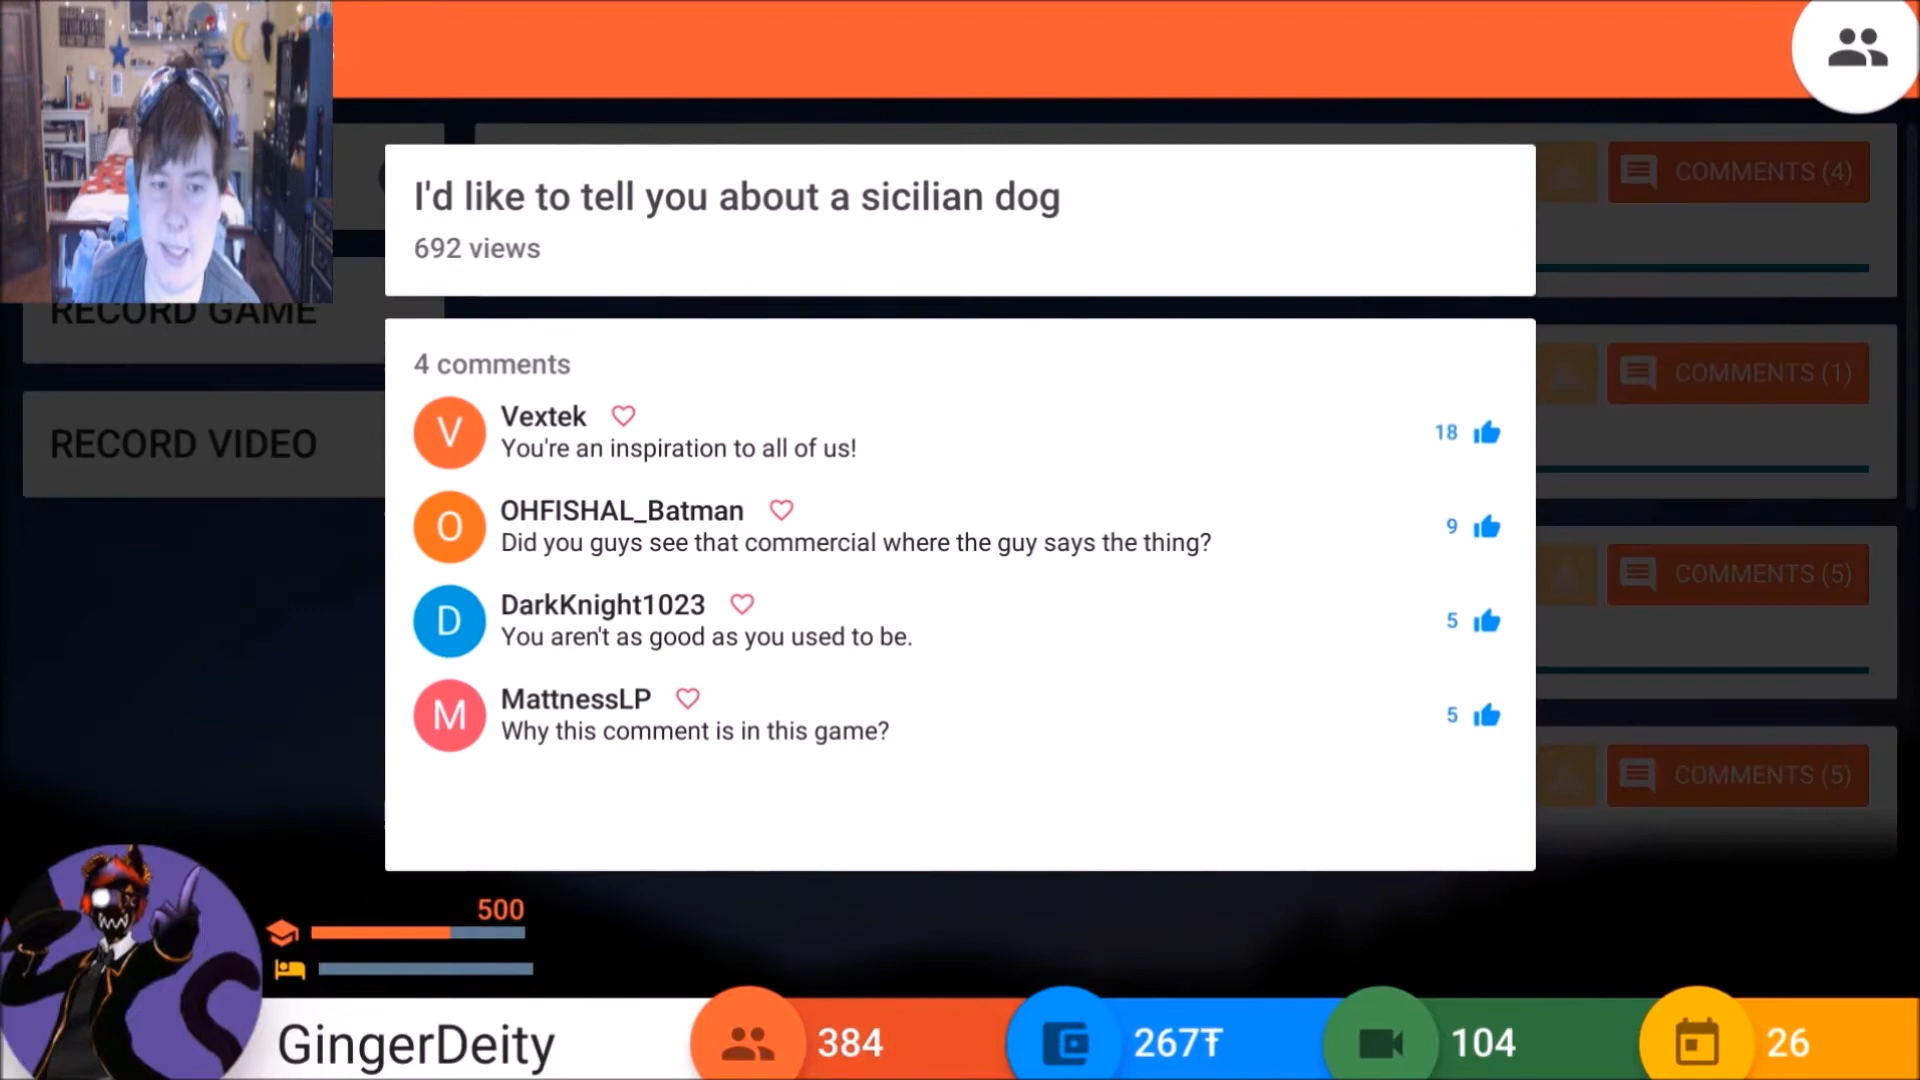 I'd like to tell you about a sicilian dog
692 views
COMMENTS (4)
RECORD GAME
COMMENTS (1)
RECORD VIDEO
4 comments
V
Vextek
You're an inspiration to all of us!
18
O
OHFISHAL_Batman
Did you guys see that commercial where the guy says the thing?
9
COMMENTS (5)
D
DarkKnight1023
You aren't as good as you used to be.
5
M
MattnessLP
Why this comment is in this game?
5
COMMENTS (5)
500
GingerDeity
384
267Ŧ
104
26